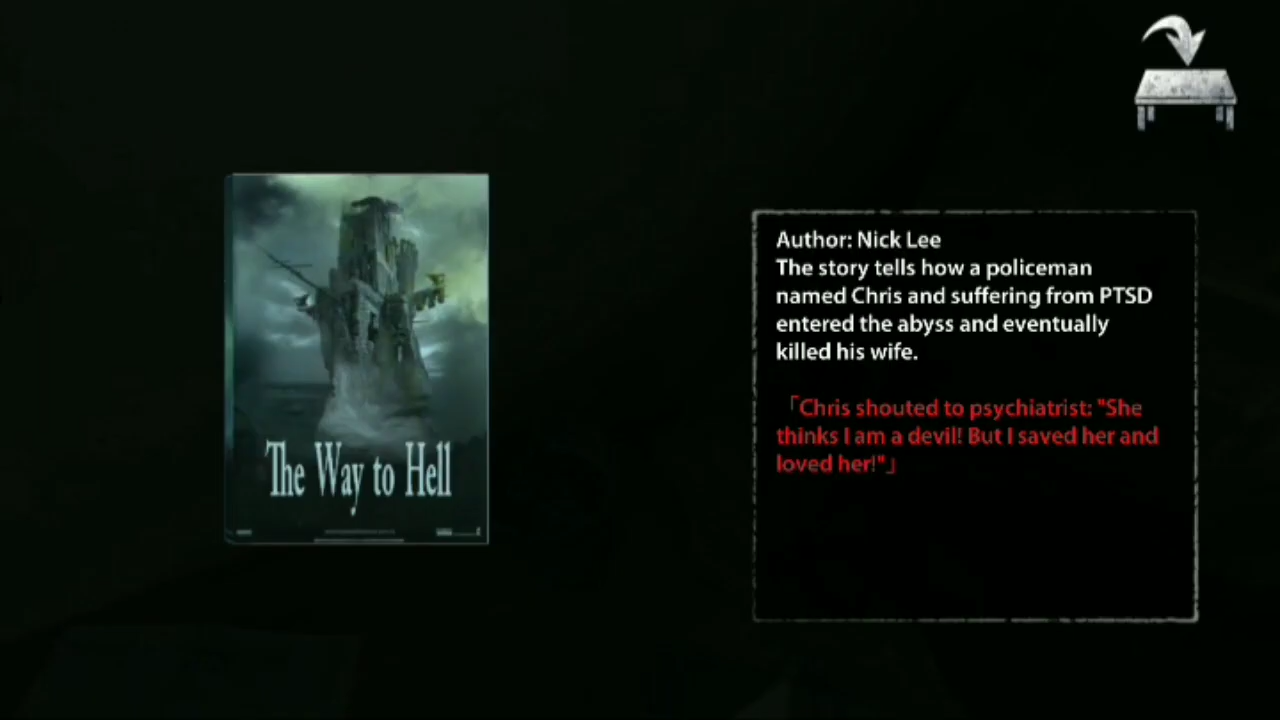 The Way to Hell
Author: Nick Lee
The story tells how a policeman
named Chris and suffering from PTSD
entered the abyss and eventually
killed his wife.
「Chris shouted to psychiatrist: "She
thinks I am a devil! But I saved her and
loved her!"」